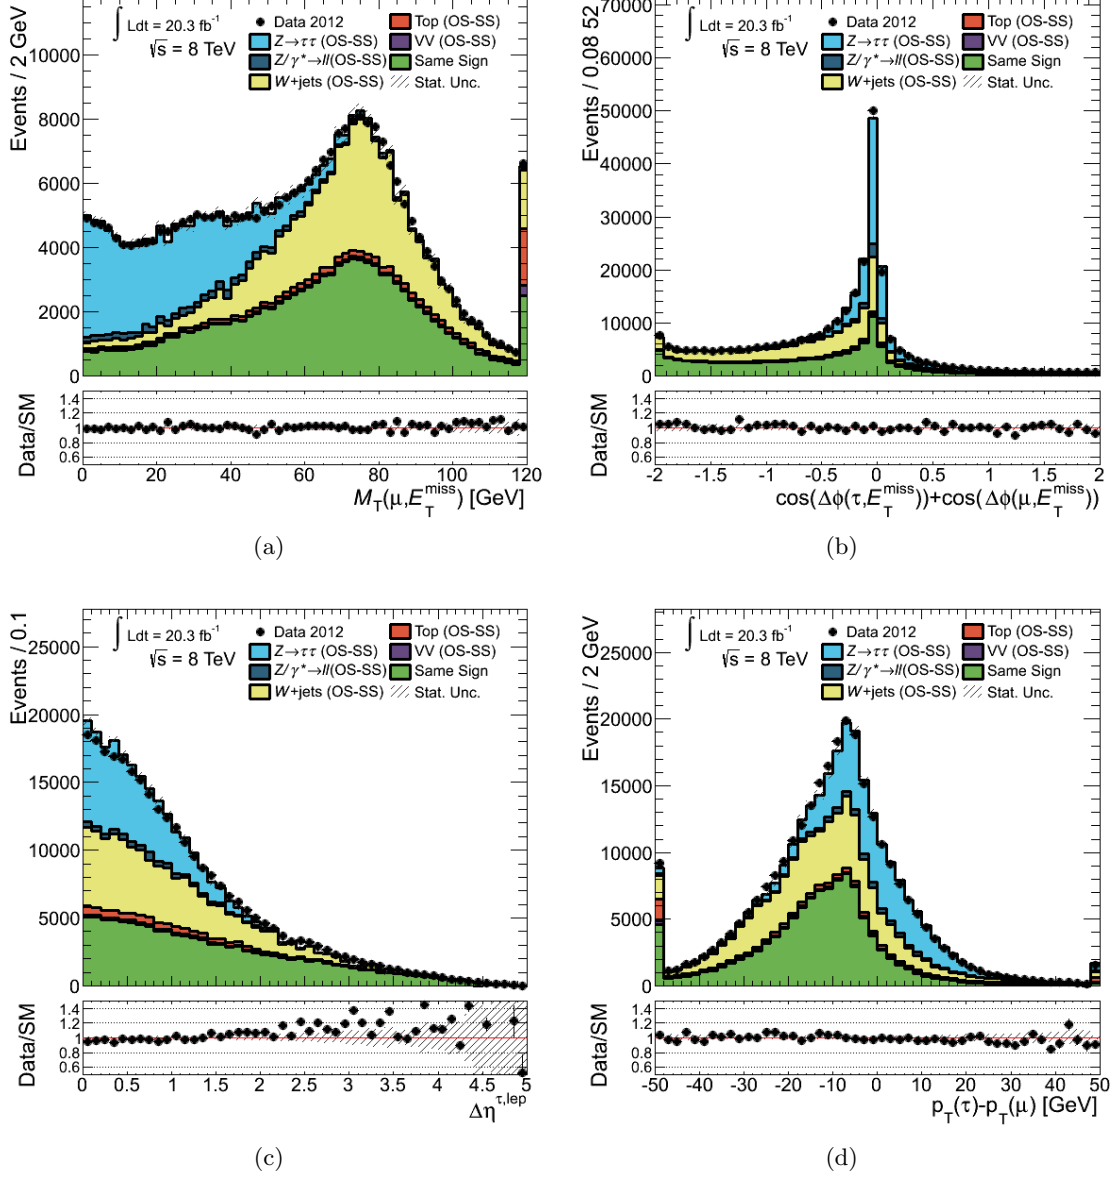 ∫ Ldt = 20.3 fb⁻¹
√s = 8 TeV
Data 2012
Z→ττ (OS-SS)
Z/γ*→ll(OS-SS)
W+jets (OS-SS)
Top (OS-SS)
VV (OS-SS)
Same Sign
Stat. Unc.
Events / 2 GeV
10000
8000
6000
4000
2000
0
Data/SM
1.4
1.2
1
0.8
0.6
0 20 40 60 80 100 120
M_T(μ,E_T^miss) [GeV]
(a)
∫ Ldt = 20.3 fb⁻¹
√s = 8 TeV
Data 2012
Z→ττ (OS-SS)
Z/γ*→ll(OS-SS)
W+jets (OS-SS)
Top (OS-SS)
VV (OS-SS)
Same Sign
Stat. Unc.
Events / 0.08 52
70000
60000
50000
40000
30000
20000
10000
0
Data/SM
1.4
1.2
1
0.8
0.6
-2 -1.5 -1 -0.5 0 0.5 1 1.5 2
cos(Δϕ(τ,E_T^miss))+cos(Δϕ(μ,E_T^miss))
(b)
∫ Ldt = 20.3 fb⁻¹
√s = 8 TeV
Data 2012
Z→ττ (OS-SS)
Z/γ*→ll(OS-SS)
W+jets (OS-SS)
Top (OS-SS)
VV (OS-SS)
Same Sign
Stat. Unc.
Events / 0.1
25000
20000
15000
10000
5000
0
Data/SM
1.4
1.2
1
0.8
0.6
0 0.5 1 1.5 2 2.5 3 3.5 4 4.5 5
Δη^τ,lep
(c)
∫ Ldt = 20.3 fb⁻¹
√s = 8 TeV
Data 2012
Z→ττ (OS-SS)
Z/γ*→ll(OS-SS)
W+jets (OS-SS)
Top (OS-SS)
VV (OS-SS)
Same Sign
Stat. Unc.
Events / 2 GeV
25000
20000
15000
10000
5000
0
Data/SM
1.4
1.2
1
0.8
0.6
-50 -40 -30 -20 -10 0 10 20 30 40 50
p_T(τ)-p_T(μ) [GeV]
(d)